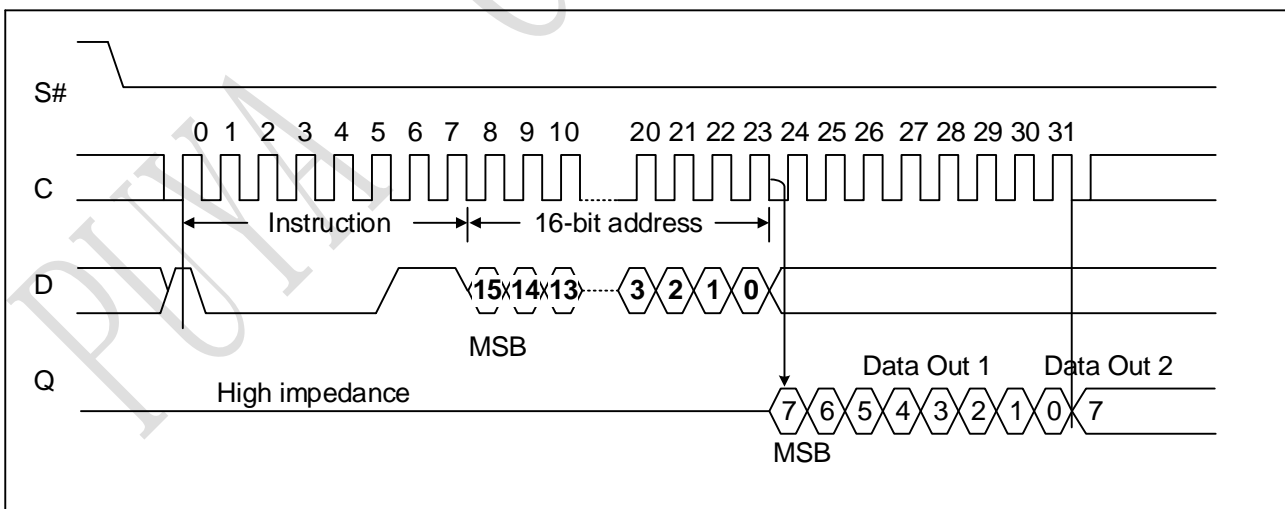 PUYA
S#
0 1 2 3 4 5 6 7 8 9 10 20 21 22 23 24 25 26 27 28 29 30 31
C
Instruction 16-bit address
D
15 14 13 3 2 1 0
MSB
Data Out 1 Data Out 2
Q
High impedance
7 6 5 4 3 2 1 0 7
MSB